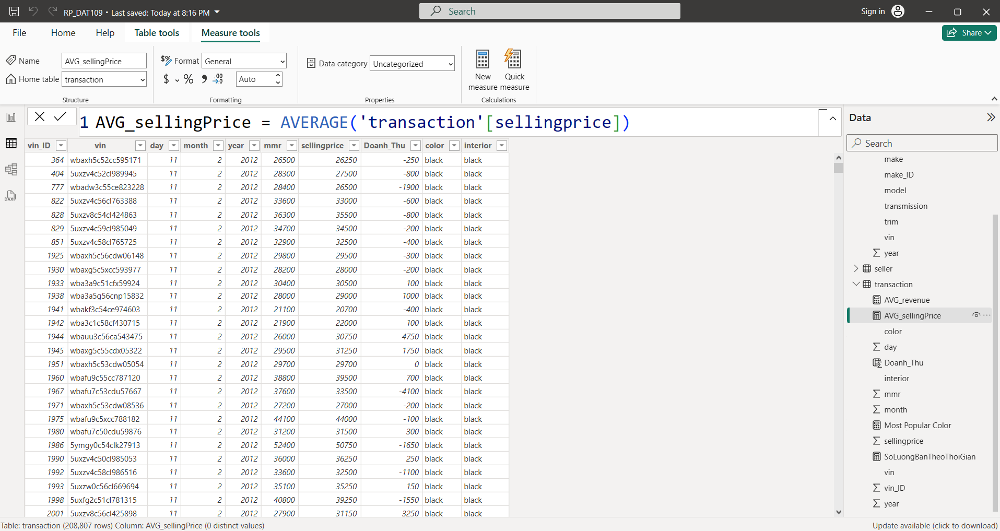 RP_DAT109 • Last saved: Today at 8:16 PM
Search
Sign in
File Home Help Table tools Measure tools
Share
Name AVG_sellingPrice
Home table transaction
Structure
$% Format General
$ % , .00 →.0 Auto
Formatting
Data category Uncategorized
Properties
New measure
Quick measure
Calculations
1 AVG_sellingPrice = AVERAGE('transaction'[sellingprice])
vin_ID vin day month year mmr sellingprice Doanh_Thu color interior
364 wbaxh5c52cc595171 11 2 2012 26500 26250 -250 black black
404 5uxzv4c52cl989945 11 2 2012 28300 27500 -800 black black
777 wbadw3c55ce823228 11 2 2012 28400 26500 -1900 black black
822 5uxzv4c56cl763388 11 2 2012 33600 33000 -600 black black
828 5uxzv8c54cl424863 11 2 2012 36300 35500 -800 black black
829 5uxzv4c59cl985049 11 2 2012 34700 34500 -200 black black
851 5uxzv4c58cl765725 11 2 2012 32900 32500 -400 black black
1925 wbaxh5c56cdw06148 11 2 2012 29800 29500 -300 black black
1930 wbaxg5c5xcc593977 11 2 2012 28200 28000 -200 black black
1933 wba3a9c51cfx59924 11 2 2012 30400 30500 100 black black
1938 wba3a5g56cnp15832 11 2 2012 28000 29000 1000 black black
1941 wbakf3c54ce974603 11 2 2012 21100 20700 -400 black black
1942 wba3c1c58cf430715 11 2 2012 21900 22000 100 black black
1944 wbauu3c56ca543475 11 2 2012 26000 30750 4750 black black
1945 wbaxg5c55cdx05322 11 2 2012 29500 31250 1750 black black
1951 wbaxh5c53cdw05054 11 2 2012 29700 29700 0 black black
1960 wbafu9c55cc787120 11 2 2012 38800 39500 700 black black
1967 wbafu7c53cdu57667 11 2 2012 37600 33500 -4100 black black
1971 wbaxh5c53cdw08536 11 2 2012 27200 27000 -200 black black
1975 wbafu9c5xcc788182 11 2 2012 44100 44000 -100 black black
1980 wbafu7c50cdu59876 11 2 2012 31200 31500 300 black black
1986 5ymgy0c54clk27913 11 2 2012 52400 50750 -1650 black black
1990 5uxzv4c50cl985053 11 2 2012 36000 36250 250 black black
1992 5uxzv4c58cl986516 11 2 2012 33600 32500 -1100 black black
1993 5uxzw0c56cl669694 11 2 2012 35100 35250 150 black black
1998 5uxfg2c51cl781315 11 2 2012 40800 39250 -1550 black black
2001 5uxzv8c56cl425898 11 2 2012 27900 31150 3250 black black
Data
Search
make
make_ID
model
transmission
trim
vin
∑ year
seller
transaction
AVG_revenue
AVG_sellingPrice
color
∑ day
Doanh_Thu
interior
∑ mmr
∑ month
Most Popular Color
∑ sellingprice
SoLuongBanTheoThoiGian
vin
∑ vin_ID
∑ year
DAX
Table: transaction (208,807 rows) Column: AVG_sellingPrice (0 distinct values)
Update available (click to download)